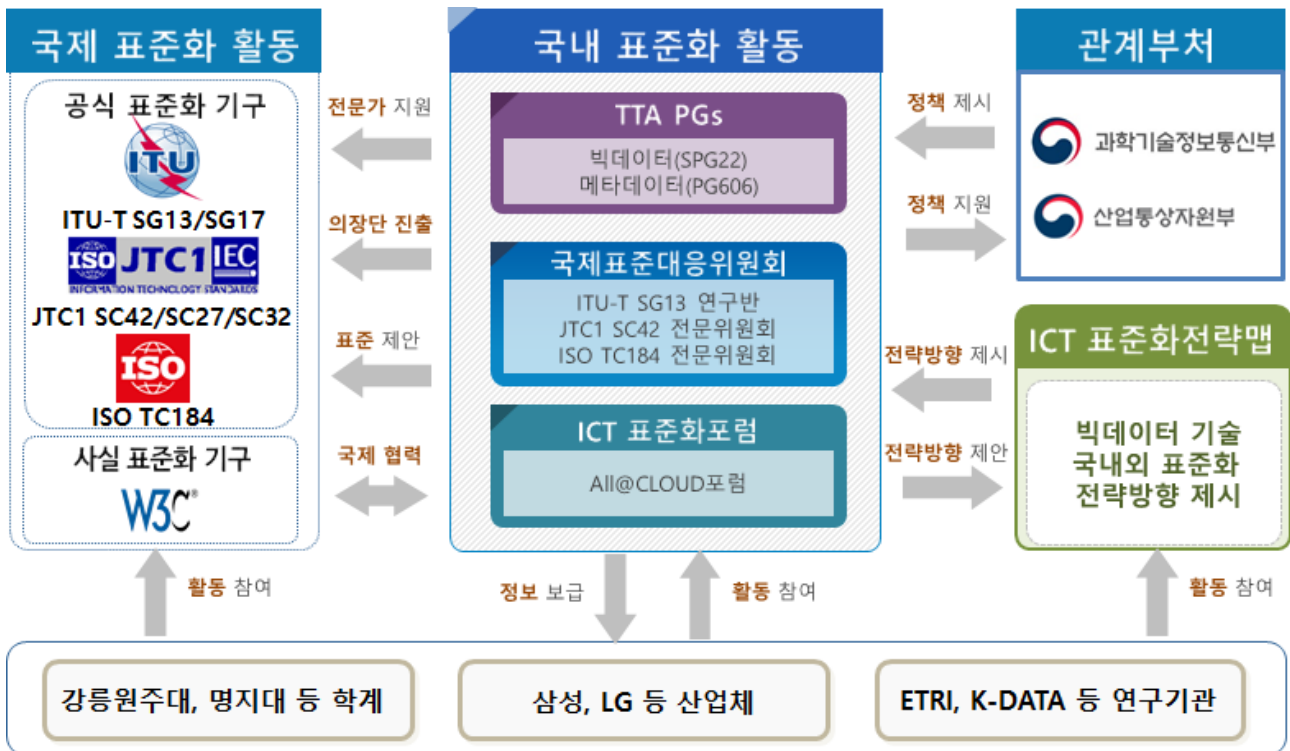 국제 표준화 활동
공식 표준화 기구
ITU
ITU-T SG13/SG17
ISO JTC1 IEC
INFORMATION TECHNOLOGY STANDARDS
JTC1 SC42/SC27/SC32
ISO
ISO TC184
사실 표준화 기구
W3C®
전문가 지원
의장단 진출
표준 제안
국제 협력
국내 표준화 활동
TTA PGs
빅데이터(SPG22)
메타데이터(PG606)
국제표준대응위원회
ITU-T SG13 연구반
JTC1 SC42 전문위원회
ISO TC184 전문위원회
ICT 표준화포럼
All@CLOUD포럼
정책 제시
정책 지원
전략방향 제시
전략방향 제안
관계부처
과학기술정보통신부
산업통상자원부
ICT 표준화전략맵
빅데이터 기술
국내외 표준화
전략방향 제시
활동 참여
정보 보급
활동 참여
활동 참여
강릉원주대, 명지대 등 학계
삼성, LG 등 산업체
ETRI, K-DATA 등 연구기관